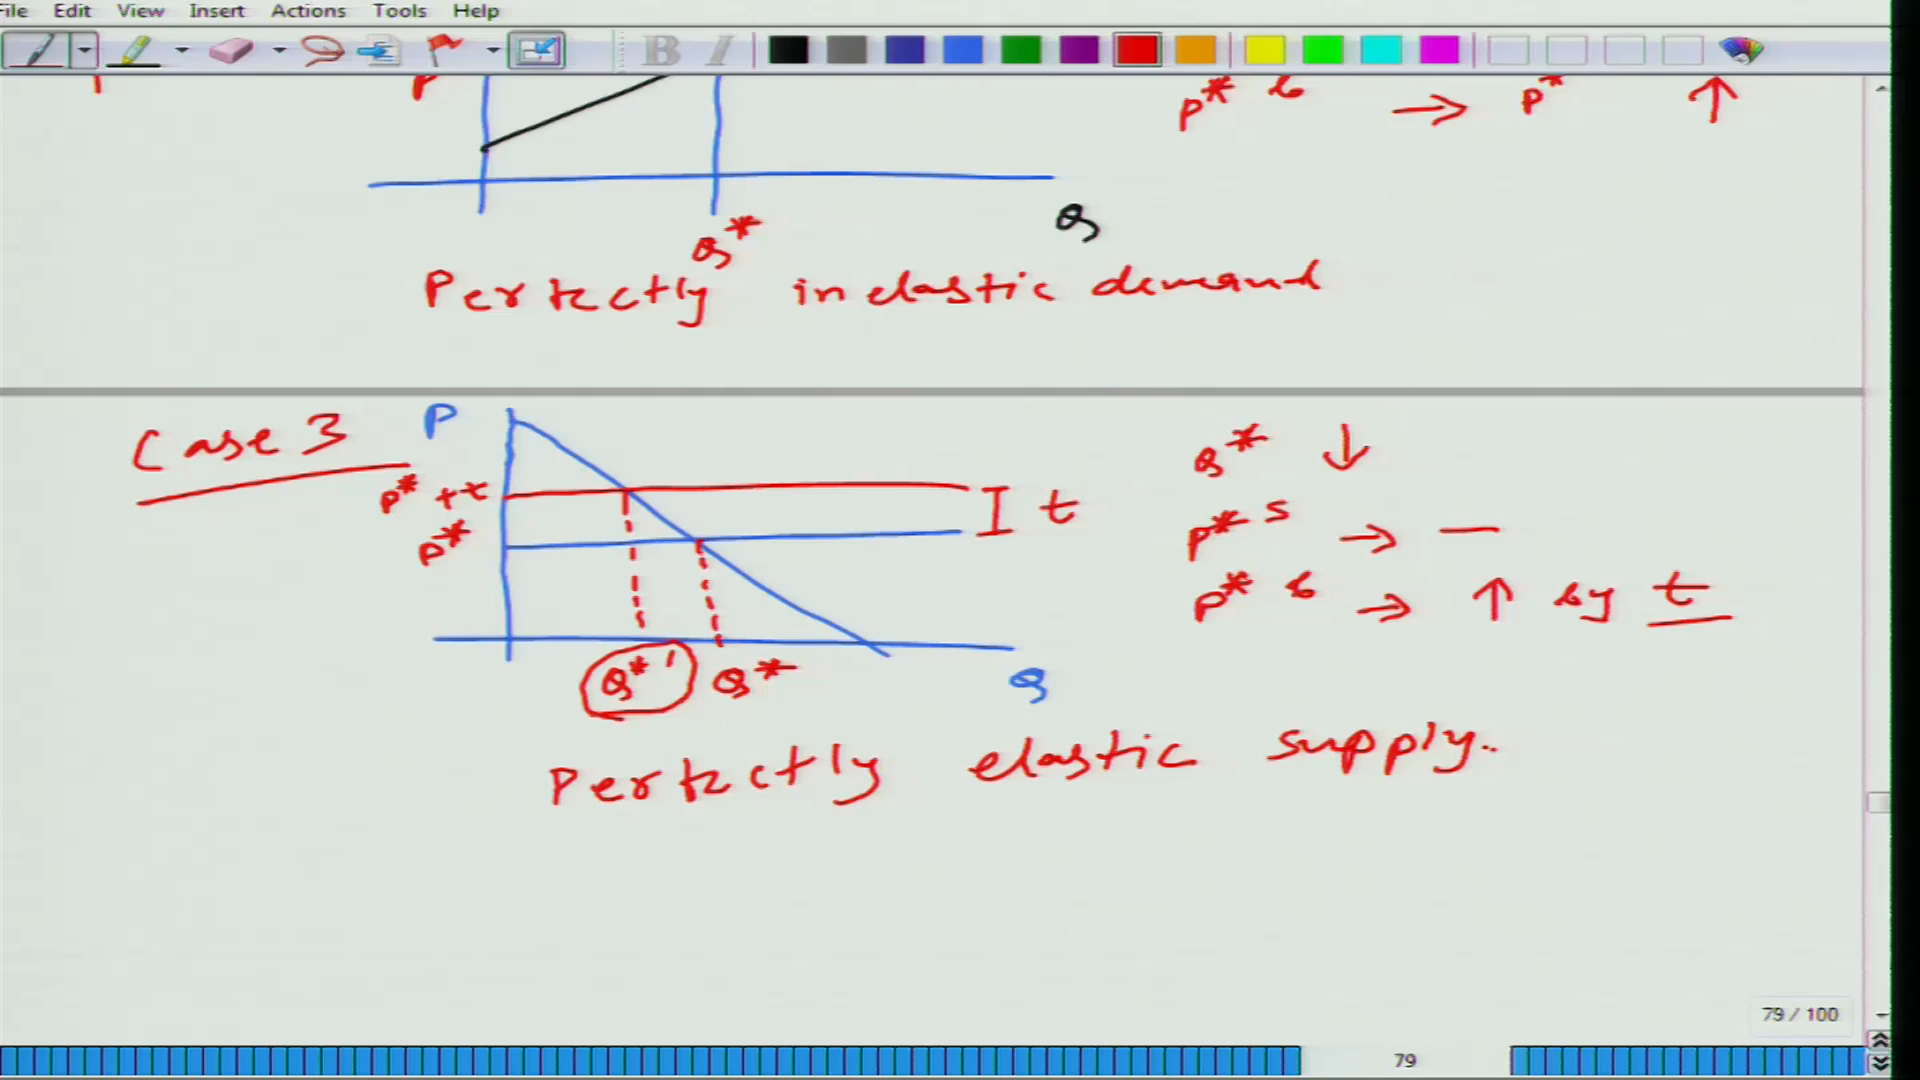 File Edit View Insert Actions Tools Help
B I
P
P* b → P* ↑
Q
Q*
Perfectly inelastic demand
Case 3
P
Q* ↓
P* + t
t
P*
P* s → —
P* b → ↑ by t
Q*' Q*
Q
Perfectly elastic supply.
79 / 100
79